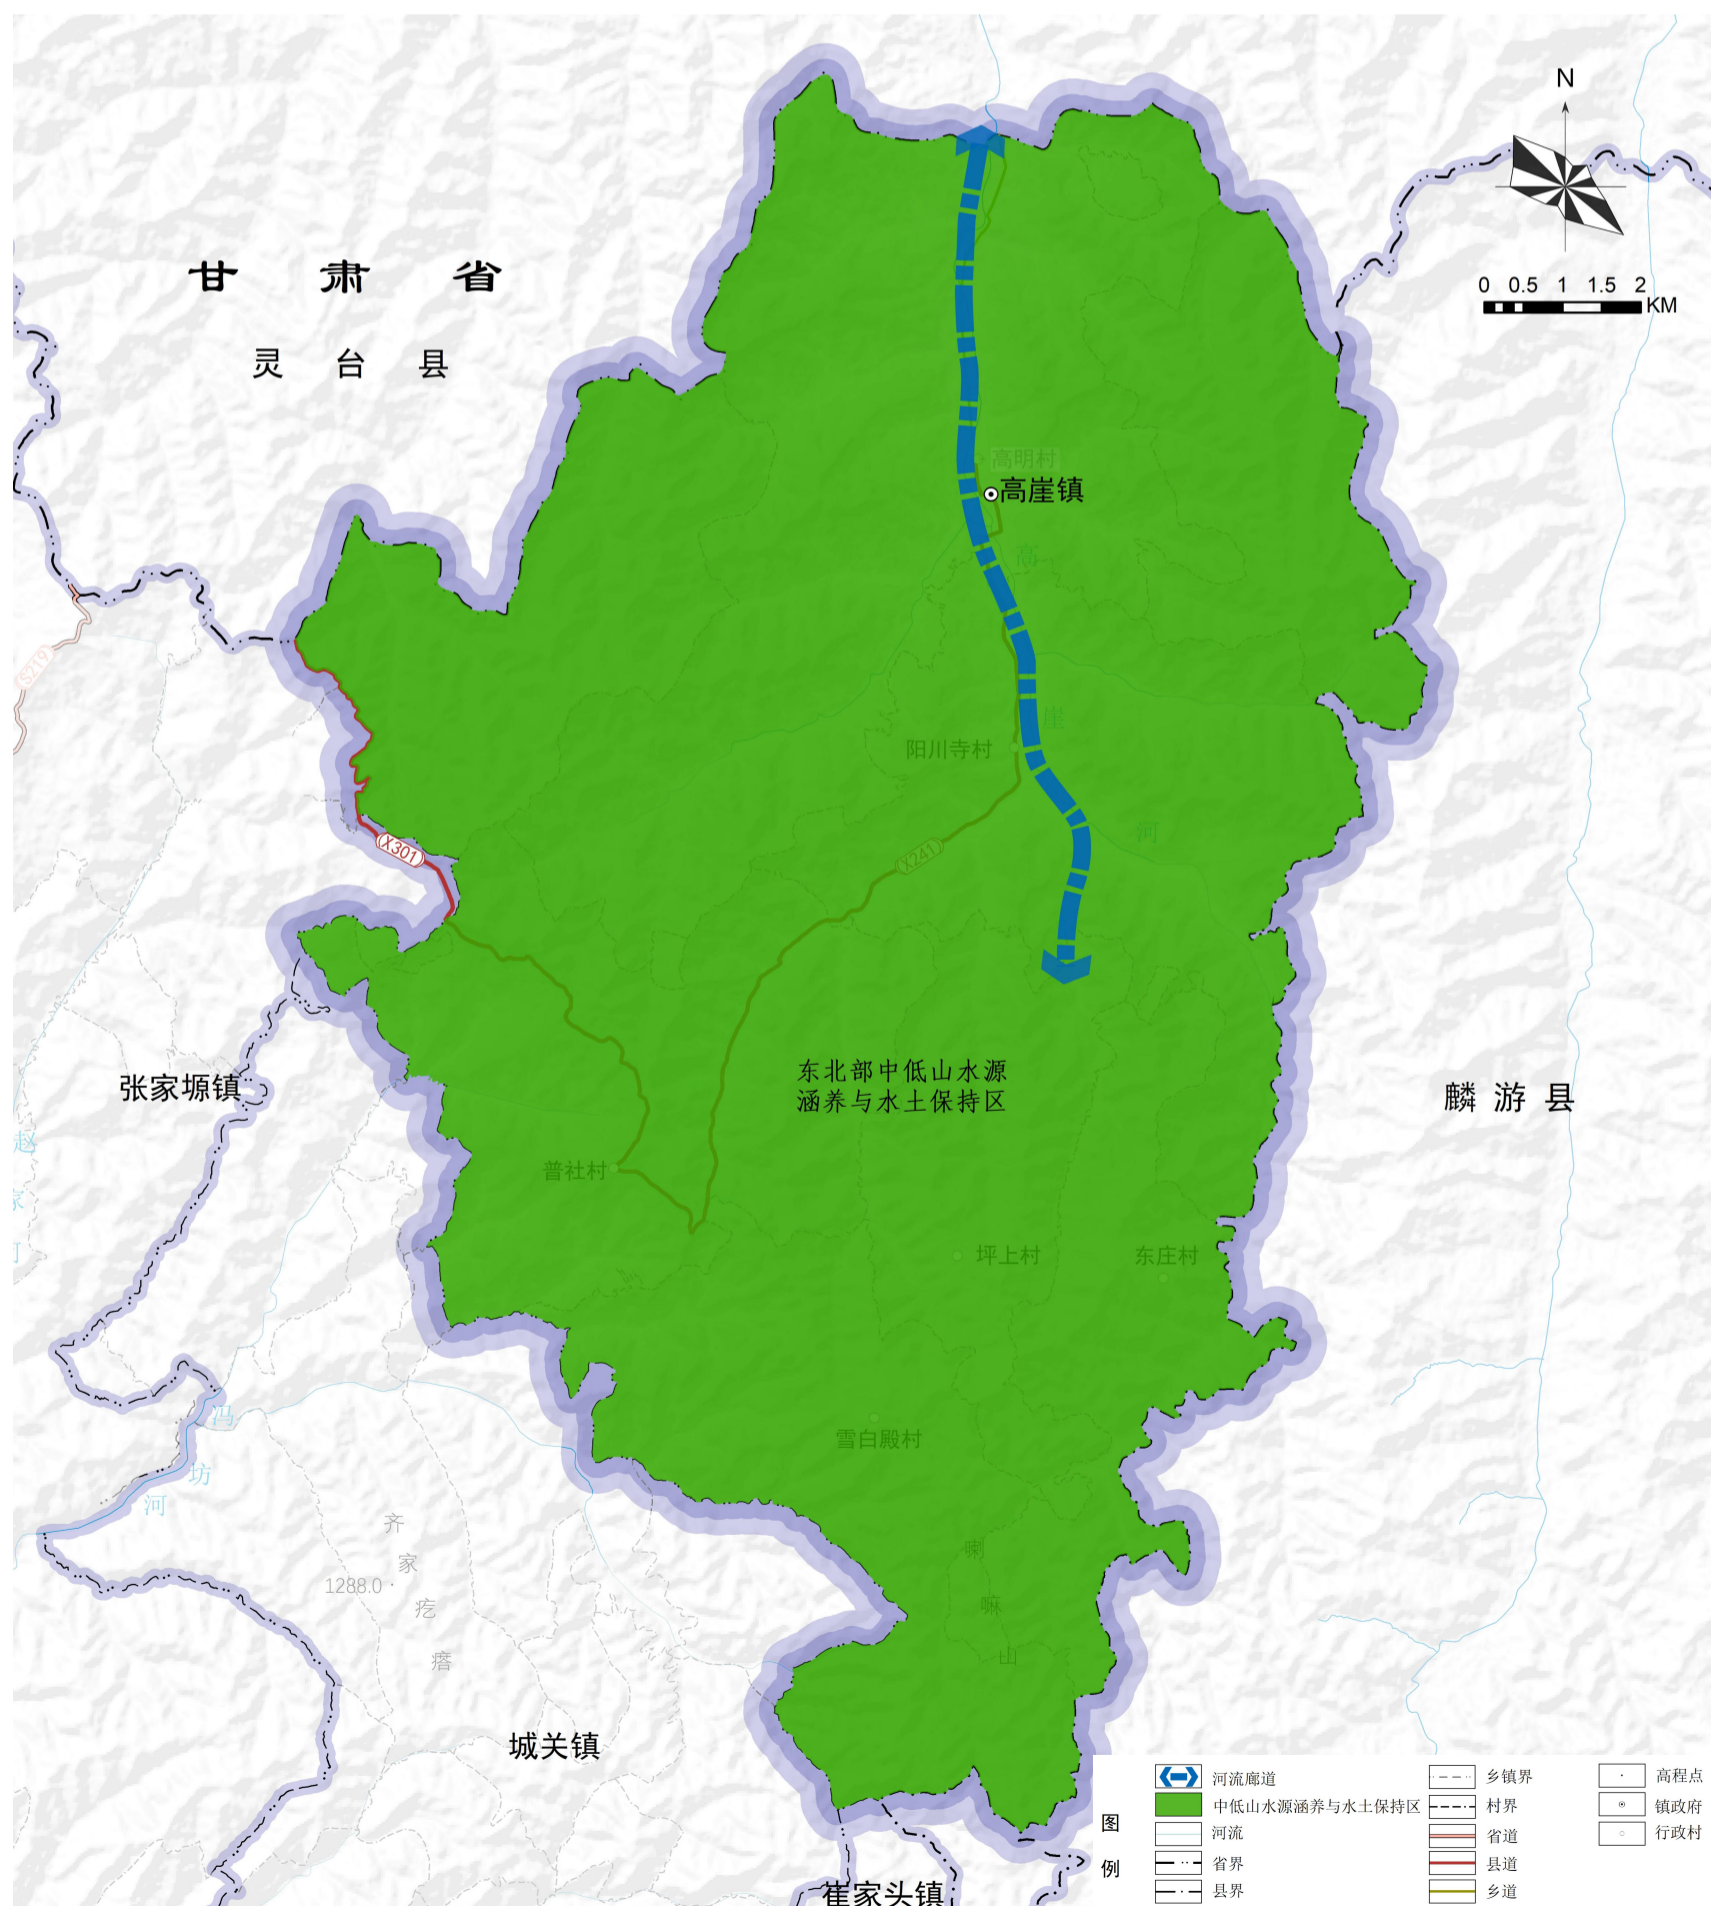 N
0 0.5 1 1.5 2
KM
甘肃省
灵台县
高明村
高崖镇
高
崖
河
S219
阳川寺村
X301
X241
东北部中低山水源
涵养与水土保持区
张家塬镇
麟游县
赵
家
河
普社村
坪上村
东庄村
冯
坊
河
雪白殿村
齐
家
疙
瘩
1288.0
喇
嘛
山
城关镇
崔家头镇
图例
河流廊道
中低山水源涵养与水土保持区
河流
省界
县界
乡镇界
村界
省道
县道
乡道
高程点
镇政府
行政村